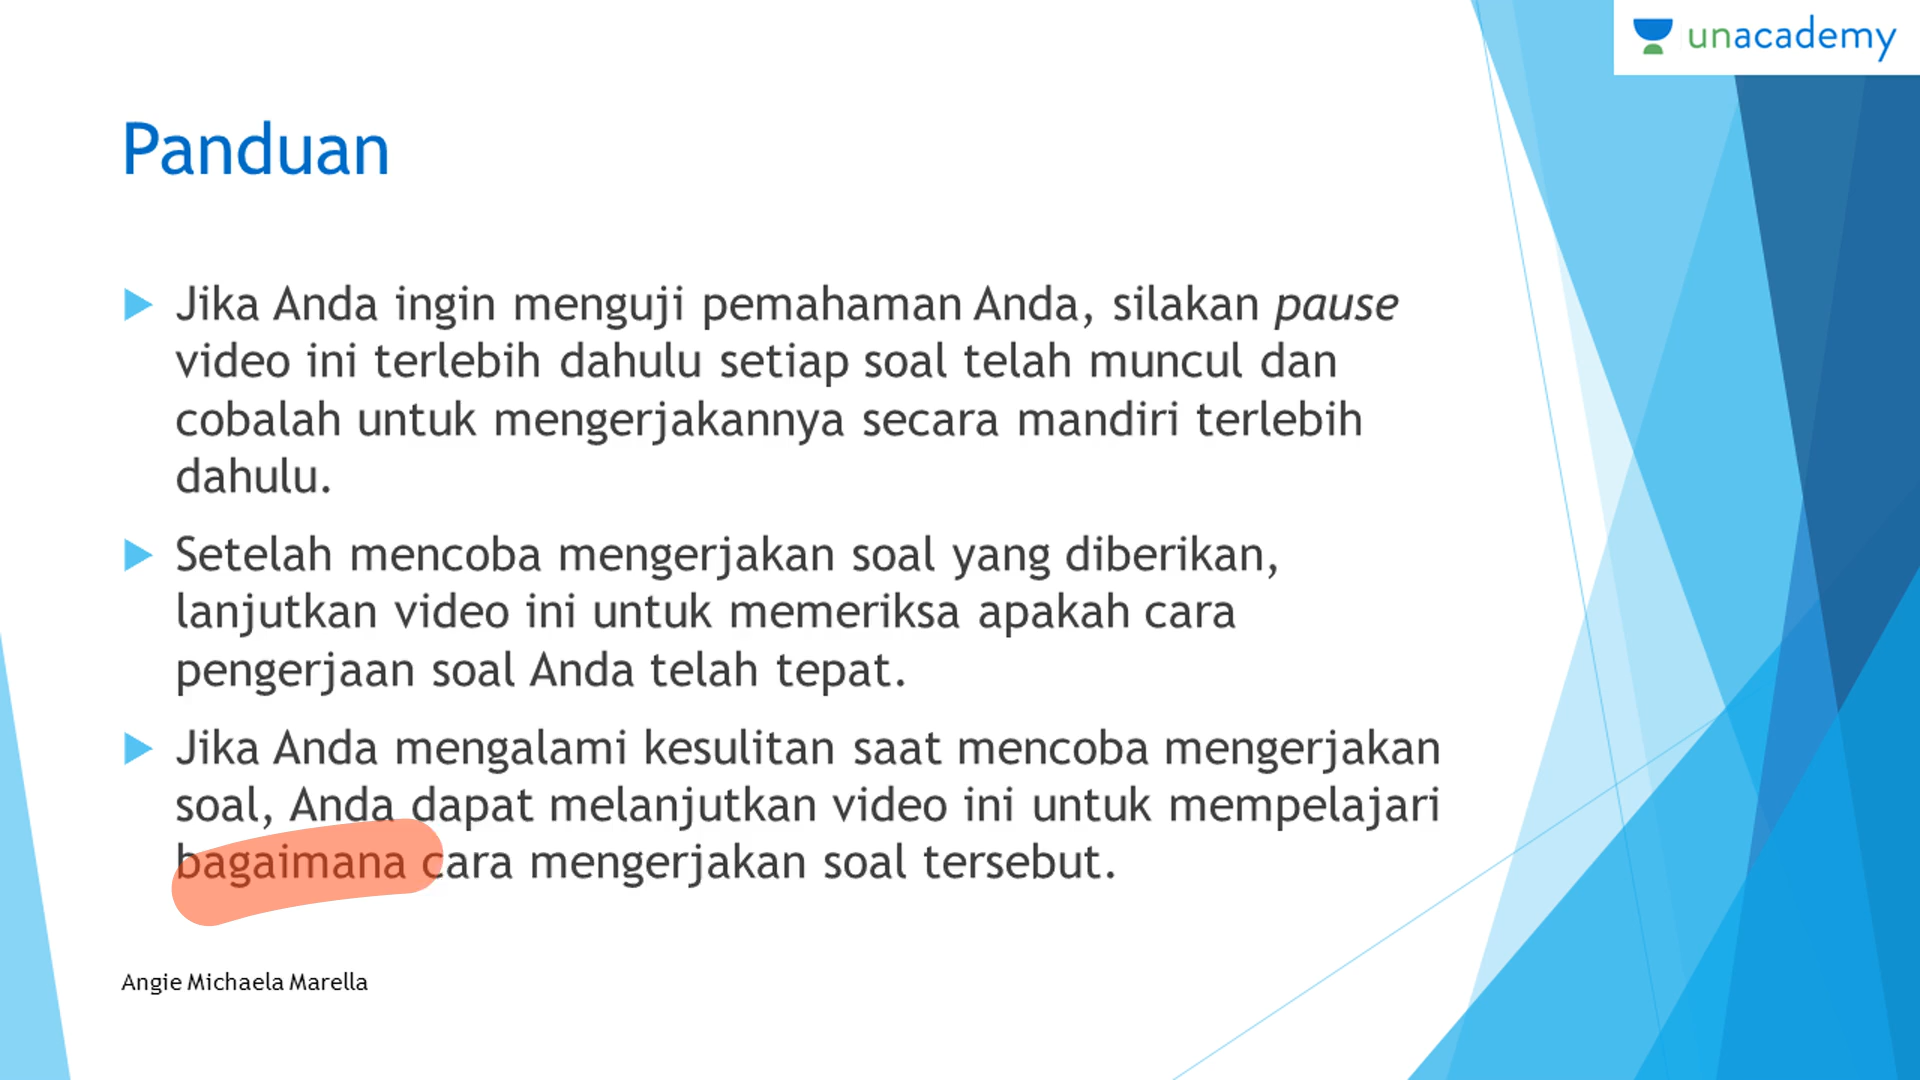 unacademy
Panduan
Jika Anda ingin menguji pemahaman Anda, silakan pause
video ini terlebih dahulu setiap soal telah muncul dan
cobalah untuk mengerjakannya secara mandiri terlebih
dahulu.
Setelah mencoba mengerjakan soal yang diberikan,
lanjutkan video ini untuk memeriksa apakah cara
pengerjaan soal Anda telah tepat.
Jika Anda mengalami kesulitan saat mencoba mengerjakan
soal, Anda dapat melanjutkan video ini untuk mempelajari
bagaimana cara mengerjakan soal tersebut.
Angie Michaela Marella